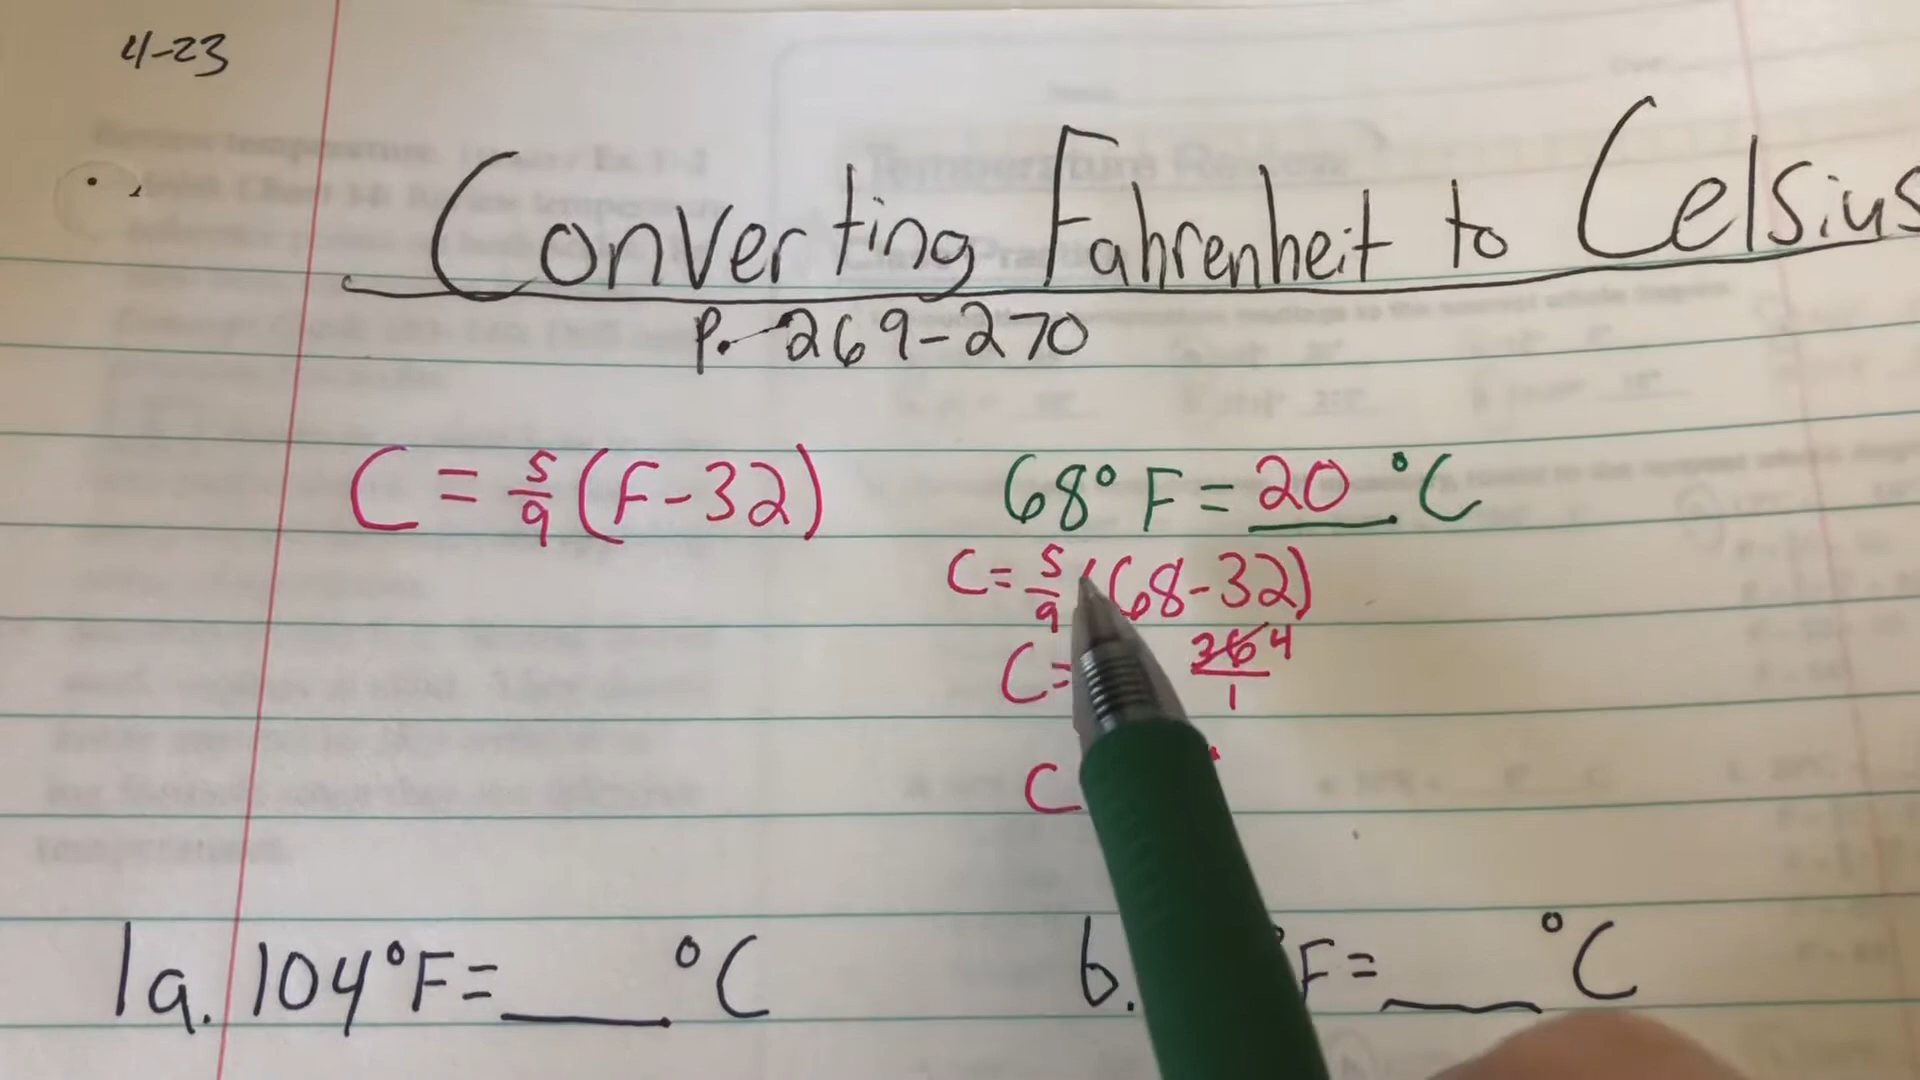 4-23
Converting Fahrenheit to Celsius
p. 269-270
C = 5/9 (F-32)
68° F = 20 °C
C = 5/9 (68-32)
C = 36 4
1
C
1a. 104°F = ___ °C
b. °F = ___ °C